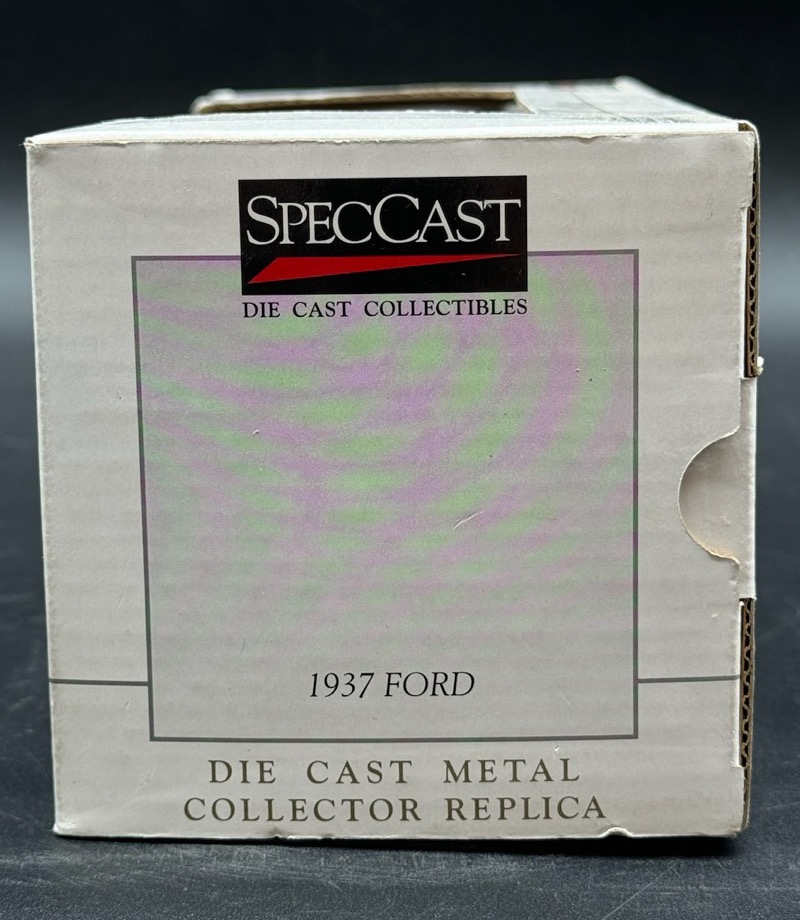 SPECCAST
DIE CAST COLLECTIBLES
1937 FORD
DIE CAST METAL
COLLECTOR REPLICA